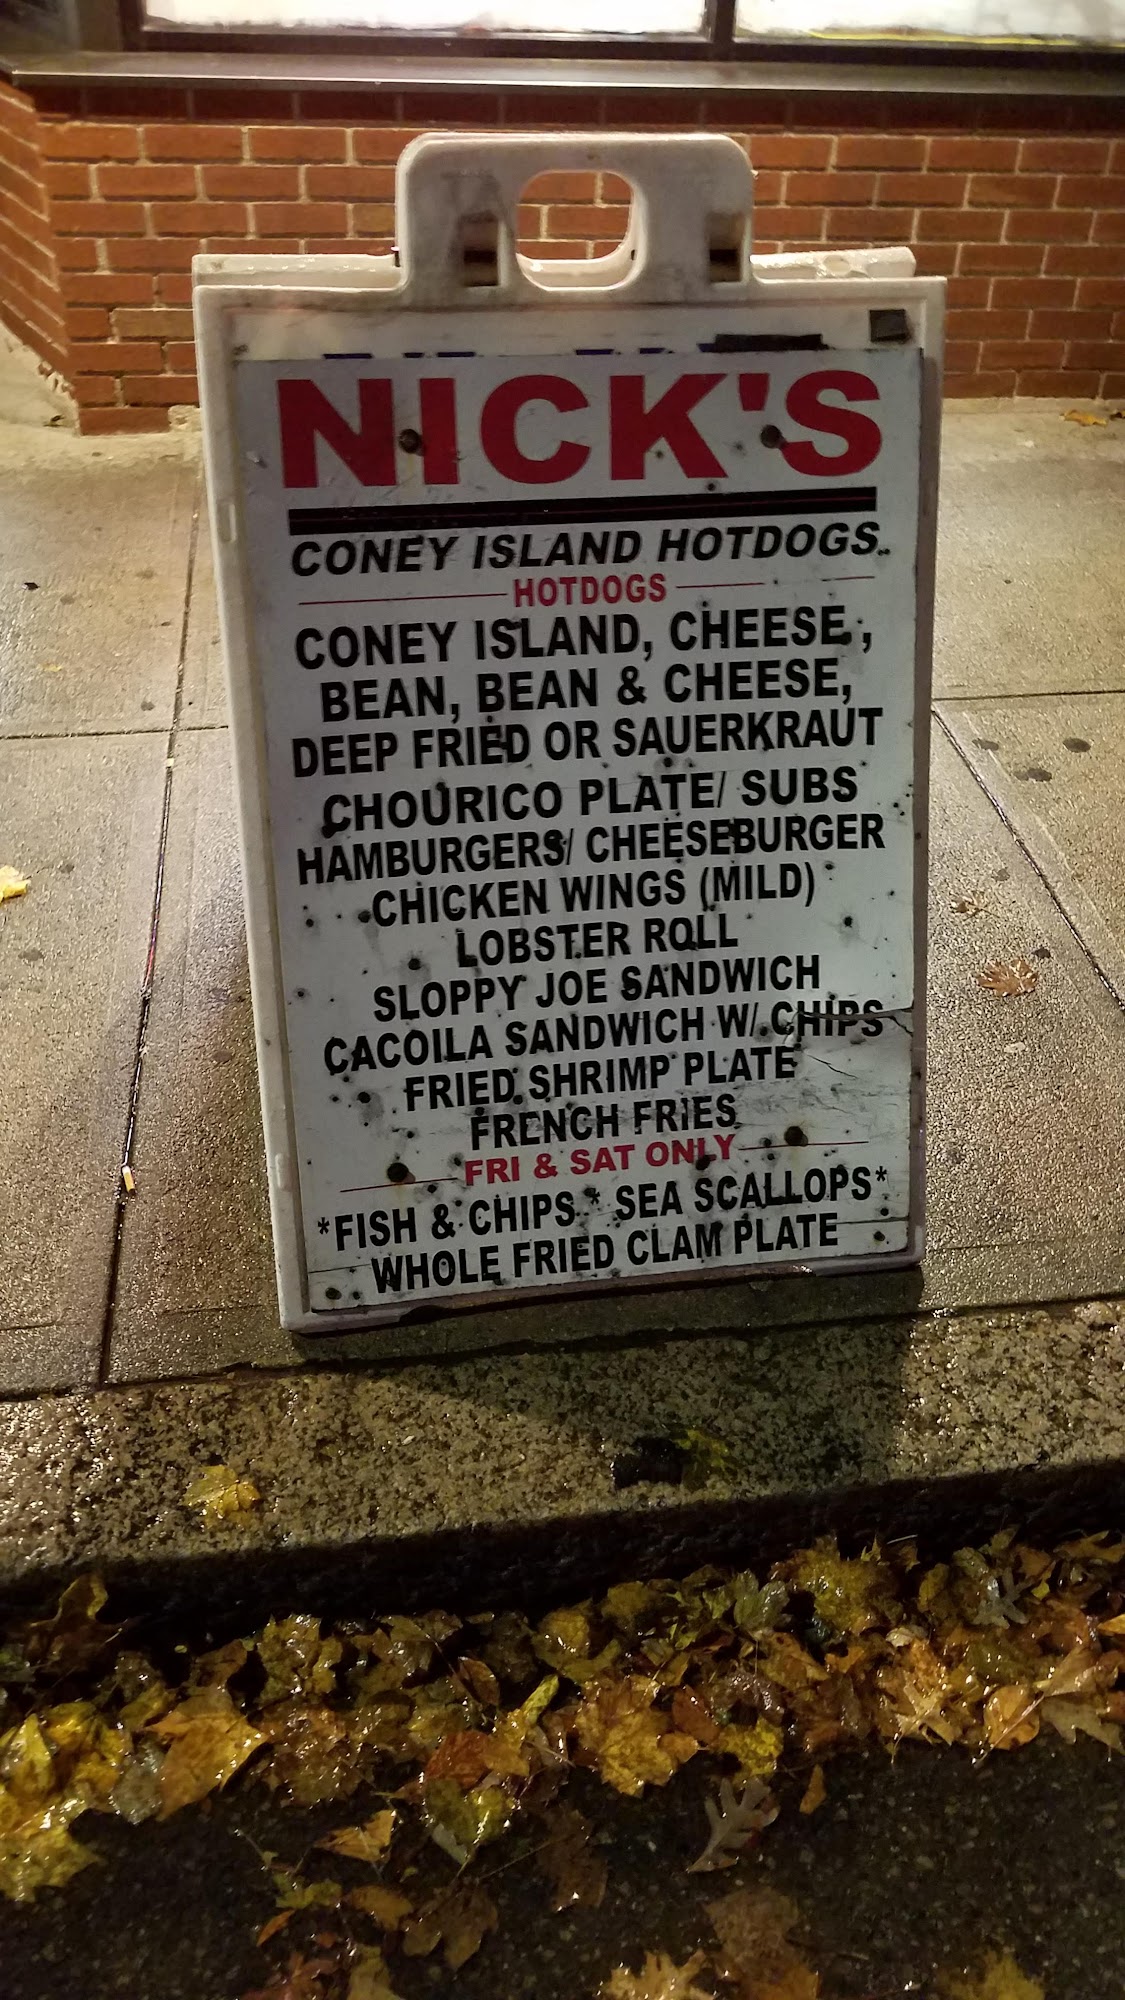 NICK'S
CONEY ISLAND HOTDOGS..
HOTDOGS
CONEY ISLAND, CHEESE,
BEAN, BEAN & CHEESE,
DEEP FRIED OR SAUERKRAUT
CHOURICO PLATE/ SUBS
HAMBURGERS/ CHEESEBURGER
CHICKEN WINGS (MILD)
LOBSTER ROLL
SLOPPY JOE SANDWICH
CACOILA SANDWICH W/ CHIPS
FRIED SHRIMP PLATE
FRENCH FRIES
FRI & SAT ONLY
*FISH & CHIPS * SEA SCALLOPS*
WHOLE FRIED CLAM PLATE